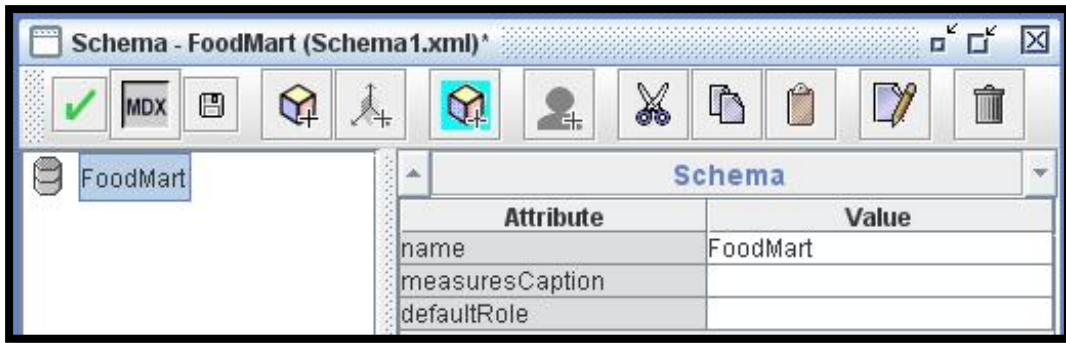 Schema - FoodMart (Schema1.xml)*
MDX
FoodMart
Schema
Attribute Value
name FoodMart
measuresCaption
defaultRole